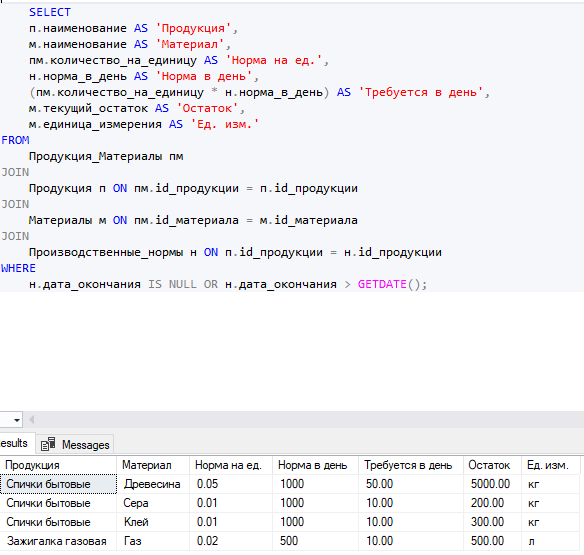 SELECT
п.наименование AS 'Продукция',
м.наименование AS 'Материал',
пм.количество_на_единицу AS 'Норма на ед.',
н.норма_в_день AS 'Норма в день',
(пм.количество_на_единицу * н.норма_в_день) AS 'Требуется в день',
м.текущий_остаток AS 'Остаток',
м.единица_измерения AS 'Ед. изм.'
FROM
Продукция_Материалы пм
JOIN
Продукция п ON пм.id_продукции = п.id_продукции
JOIN
Материалы м ON пм.id_материала = м.id_материала
JOIN
Производственные_нормы н ON п.id_продукции = н.id_продукции
WHERE
н.дата_окончания IS NULL OR н.дата_окончания > GETDATE();
esults Messages
Продукция Материал Норма на ед. Норма в день Требуется в день Остаток Ед. изм.
Спички бытовые Древесина 0.05 1000 50.00 5000.00 кг
Спички бытовые Сера 0.01 1000 10.00 200.00 кг
Спички бытовые Клей 0.01 1000 10.00 300.00 кг
Зажигалка газовая Газ 0.02 500 10.00 500.00 л